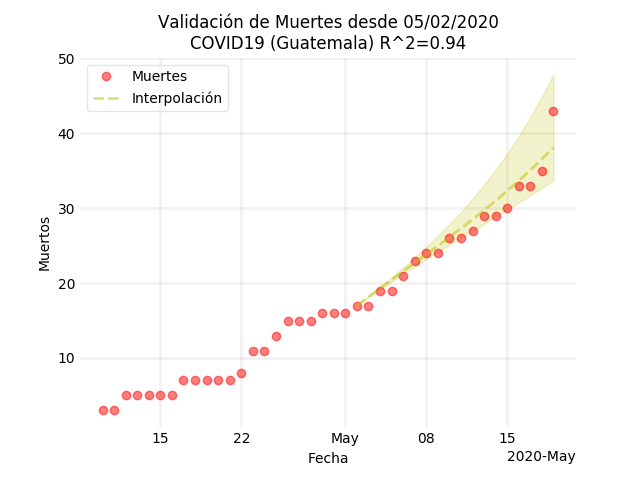 Validación de Muertes desde 05/02/2020
COVID19 (Guatemala) R^2=0.94
Muertes
Interpolación
50
40
30
20
10
Muertos
15
22
May
08
15
Fecha
2020-May